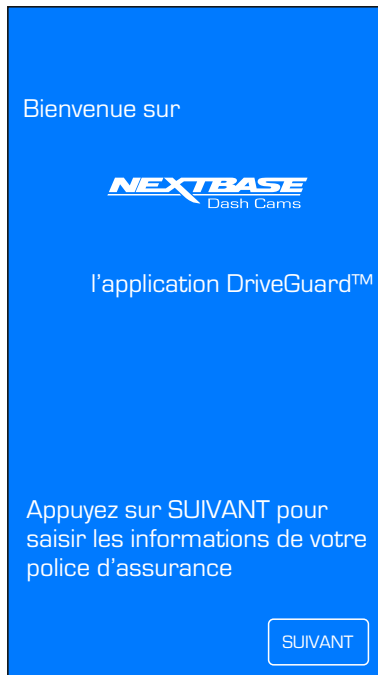 Bienvenue sur
NEXTBASE
Dash Cams
l'application DriveGuard™
Appuyez sur SUIVANT pour
saisir les informations de votre
police d'assurance
SUIVANT